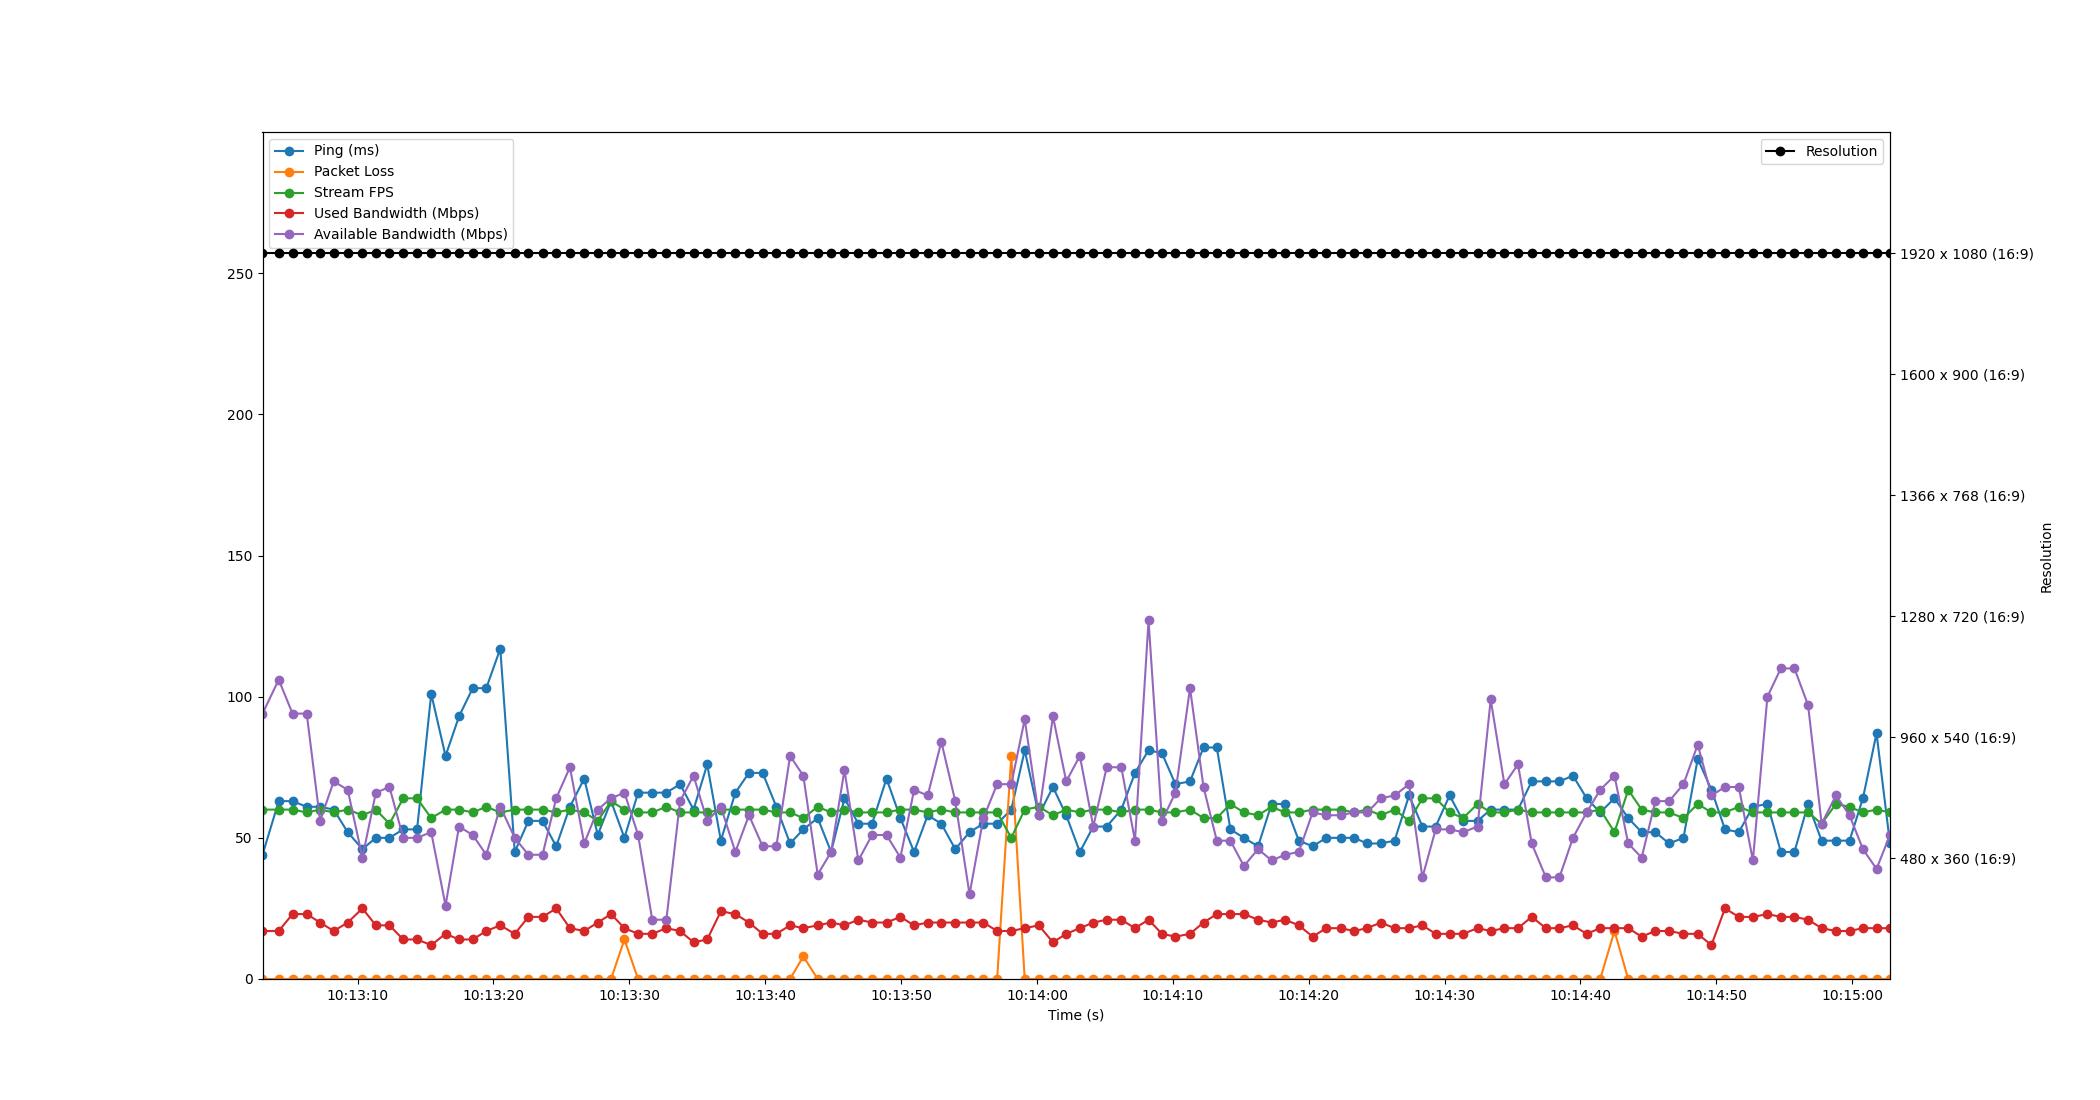 Ping (ms)
Packet Loss
Stream FPS
Used Bandwidth (Mbps)
Available Bandwidth (Mbps)
Resolution
250
200
150
100
50
0
1920 x 1080 (16:9)
1600 x 900 (16:9)
1366 x 768 (16:9)
1280 x 720 (16:9)
960 x 540 (16:9)
480 x 360 (16:9)
Resolution
10:13:10
10:13:20
10:13:30
10:13:40
10:13:50
10:14:00
10:14:10
10:14:20
10:14:30
10:14:40
10:14:50
10:15:00
Time (s)